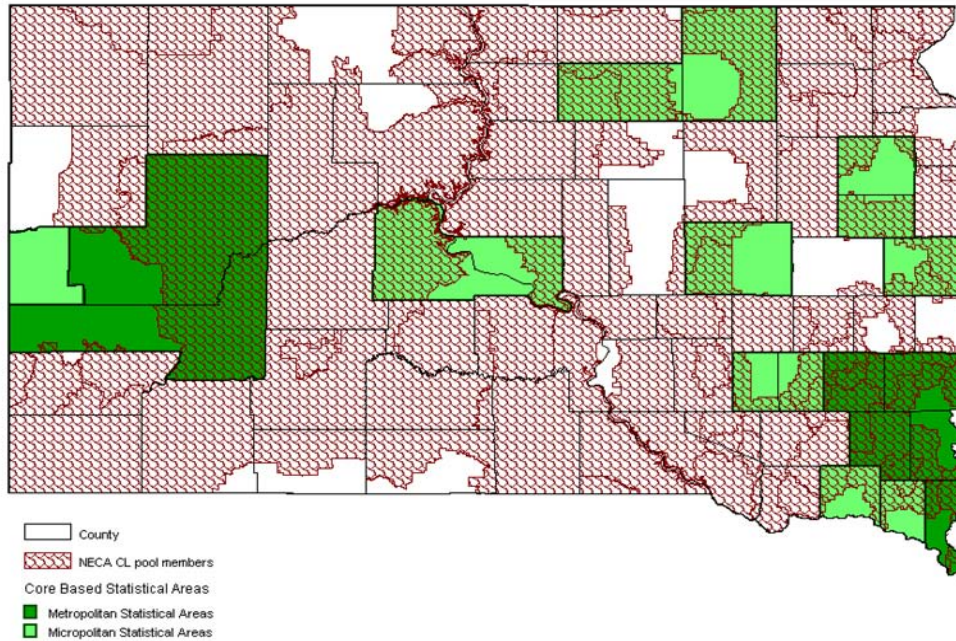 County
NECA CL pool members
Core Based Statistical Areas
Metropolitan Statistical Areas
Micropolitan Statistical Areas